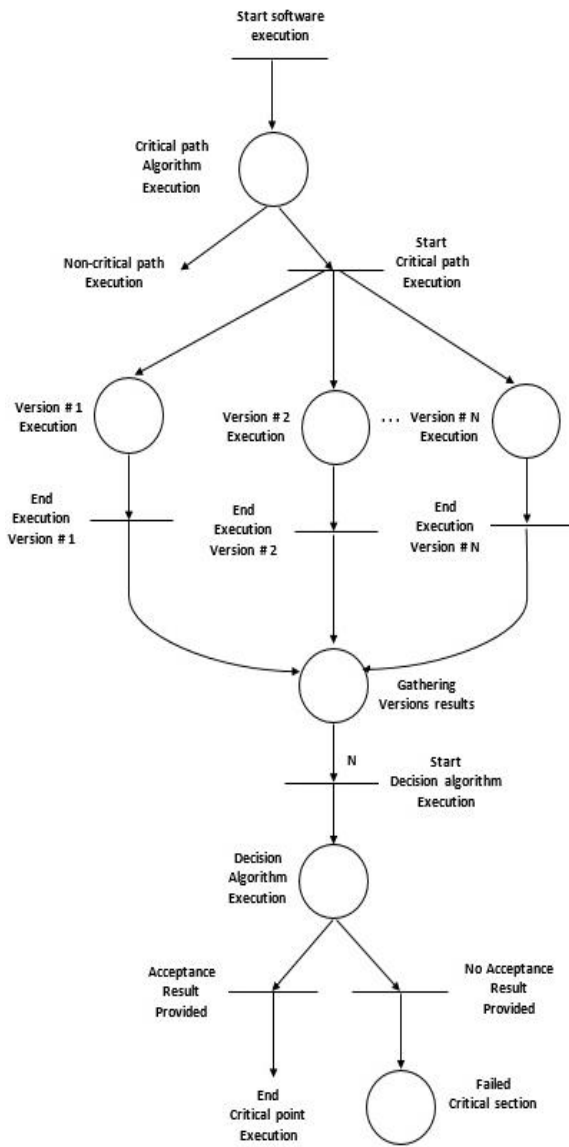 Start software
execution
Critical path
Algorithm
Execution
Non-critical path
Execution
Start
Critical path
Execution
Version # 1
Execution
Version # 2
Execution
...
Version # N
Execution
End
Execution
Version # 1
End
Execution
Version # 2
End
Execution
Version # N
Gathering
Versions results
N
Start
Decision algorithm
Execution
Decision
Algorithm
Execution
Acceptance
Result
Provided
No Acceptance
Result
Provided
End
Critical point
Execution
Failed
Critical section